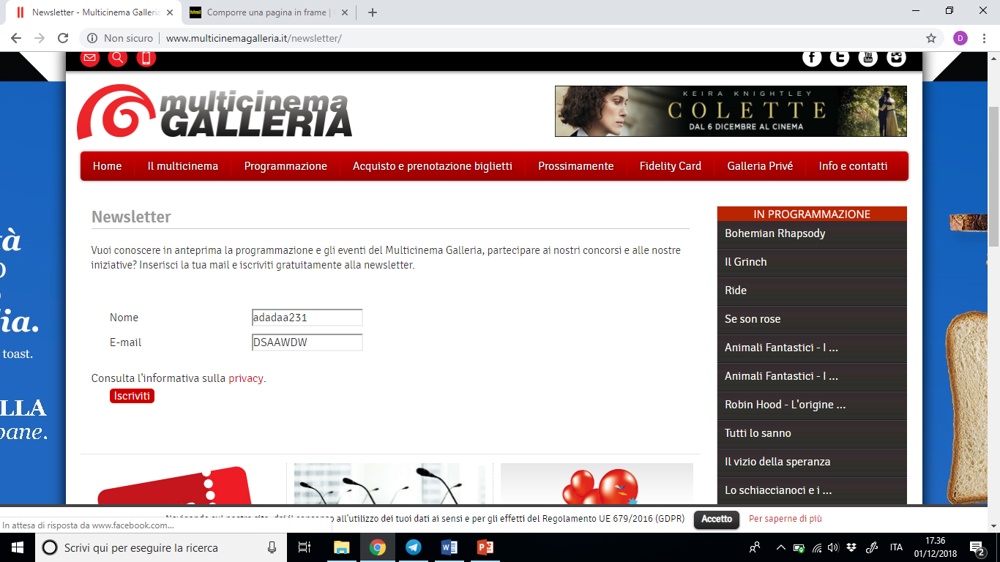 Newsletter - Multicinema Galleria
Comporre una pagina in frame |
Non sicuro
www.multicinemagalleria.it/newsletter/
D
multicinema
GALLERIA
KEIRA KNIGHTLEY
COLETTE
DAL 6 DICEMBRE AL CINEMA
Home
Il multicinema
Programmazione
Acquisto e prenotazione biglietti
Prossimamente
Fidelity Card
Galleria Privé
Info e contatti
Newsletter
Vuoi conoscere in anteprima la programmazione e gli eventi del Multicinema Galleria, partecipare ai nostri concorsi e alle nostre
iniziative? Inserisci la tua mail e iscriviti gratuitamente alla newsletter.
Nome
adadaa231
E-mail
DSAAWDW
Consulta l'informativa sulla privacy.
Iscriviti
IN PROGRAMMAZIONE
Bohemian Rhapsody
Il Grinch
Ride
Se son rose
Animali Fantastici - I ...
Animali Fantastici - I ...
Robin Hood - L'origine ...
Tutti lo sanno
Il vizio della speranza
Lo schiaccianoci e i ...
toast.
all'utilizzo dei tuoi dati ai sensi e per gli effetti del Regolamento UE 679/2016 (GDPR)
Accetto
Per saperne di più
In attesa di risposta da www.facebook.com...
Scrivi qui per eseguire la ricerca
ITA
17.36
01/12/2018
2